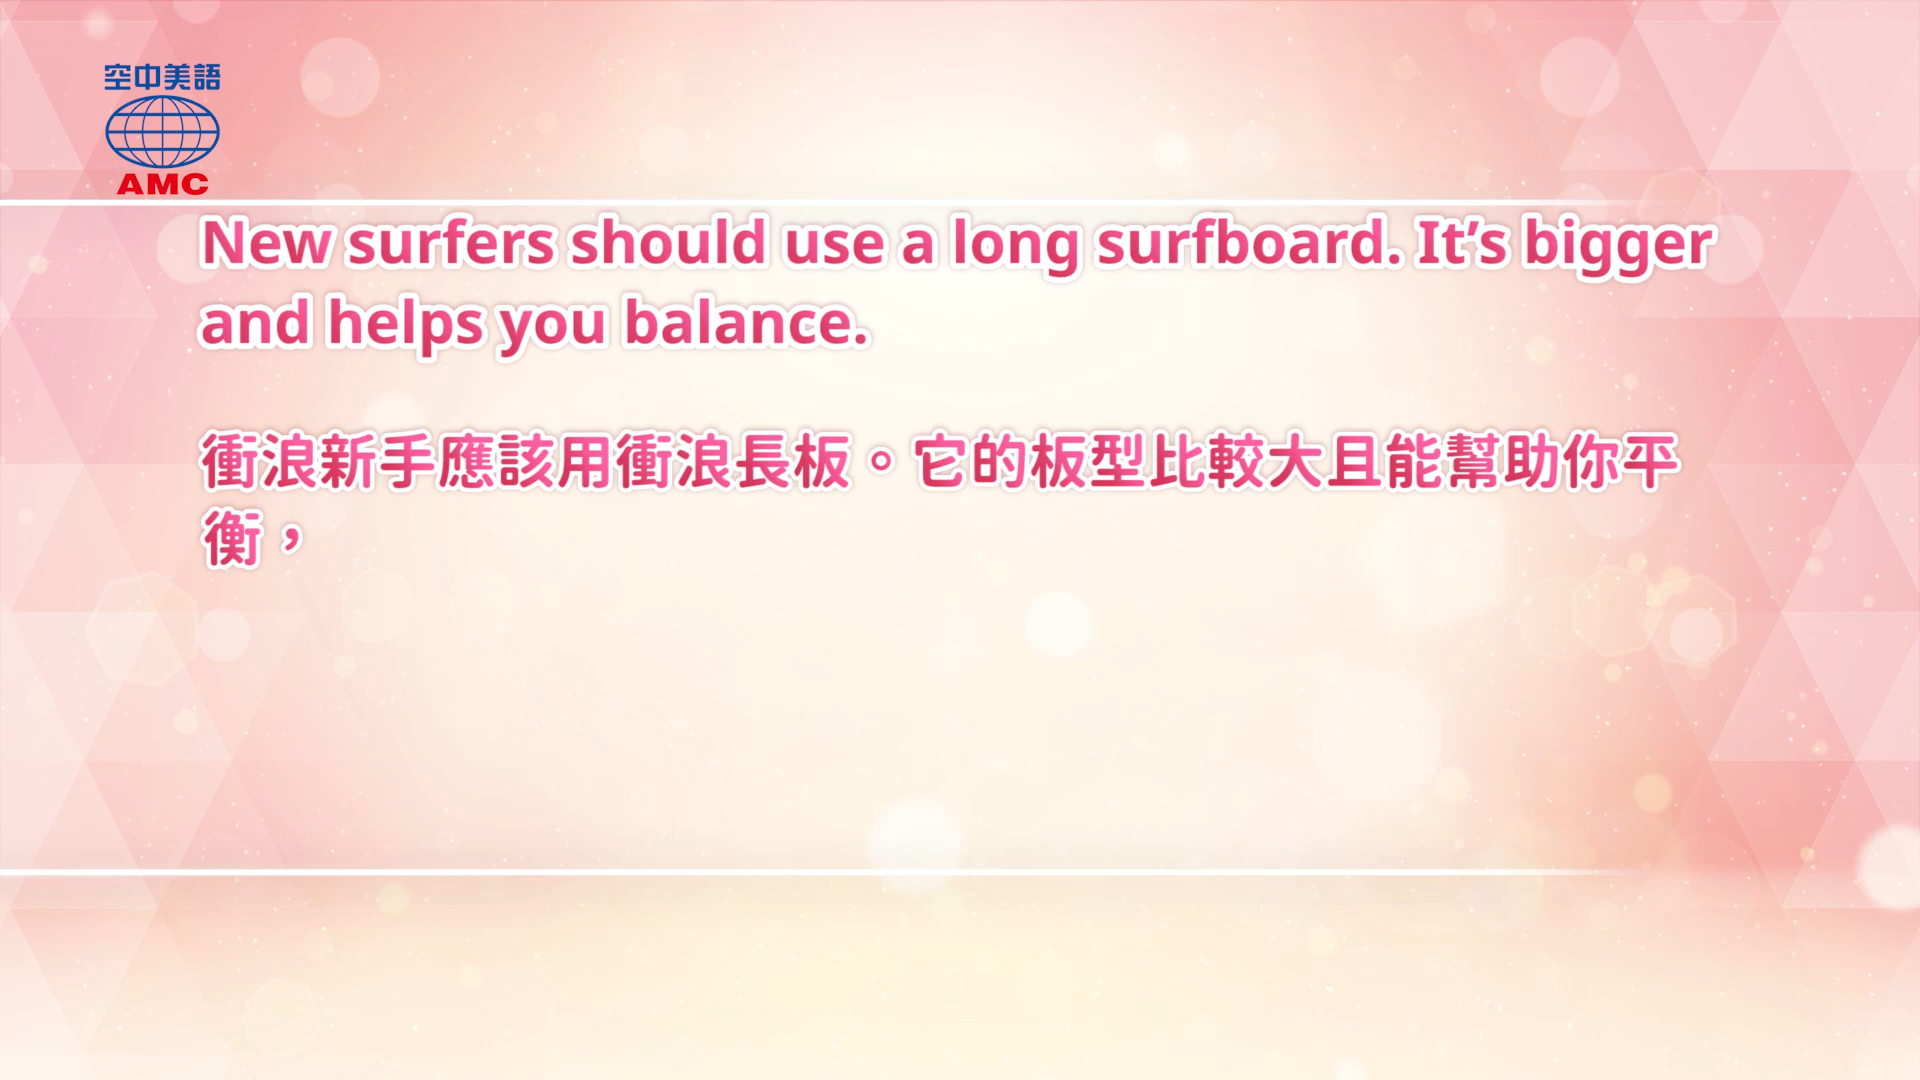 空中美語
AMC
New surfers should use a long surfboard. It’s bigger
and helps you balance.
衝浪新手應該用衝浪長板。它的板型比較大且能幫助你平
衡，